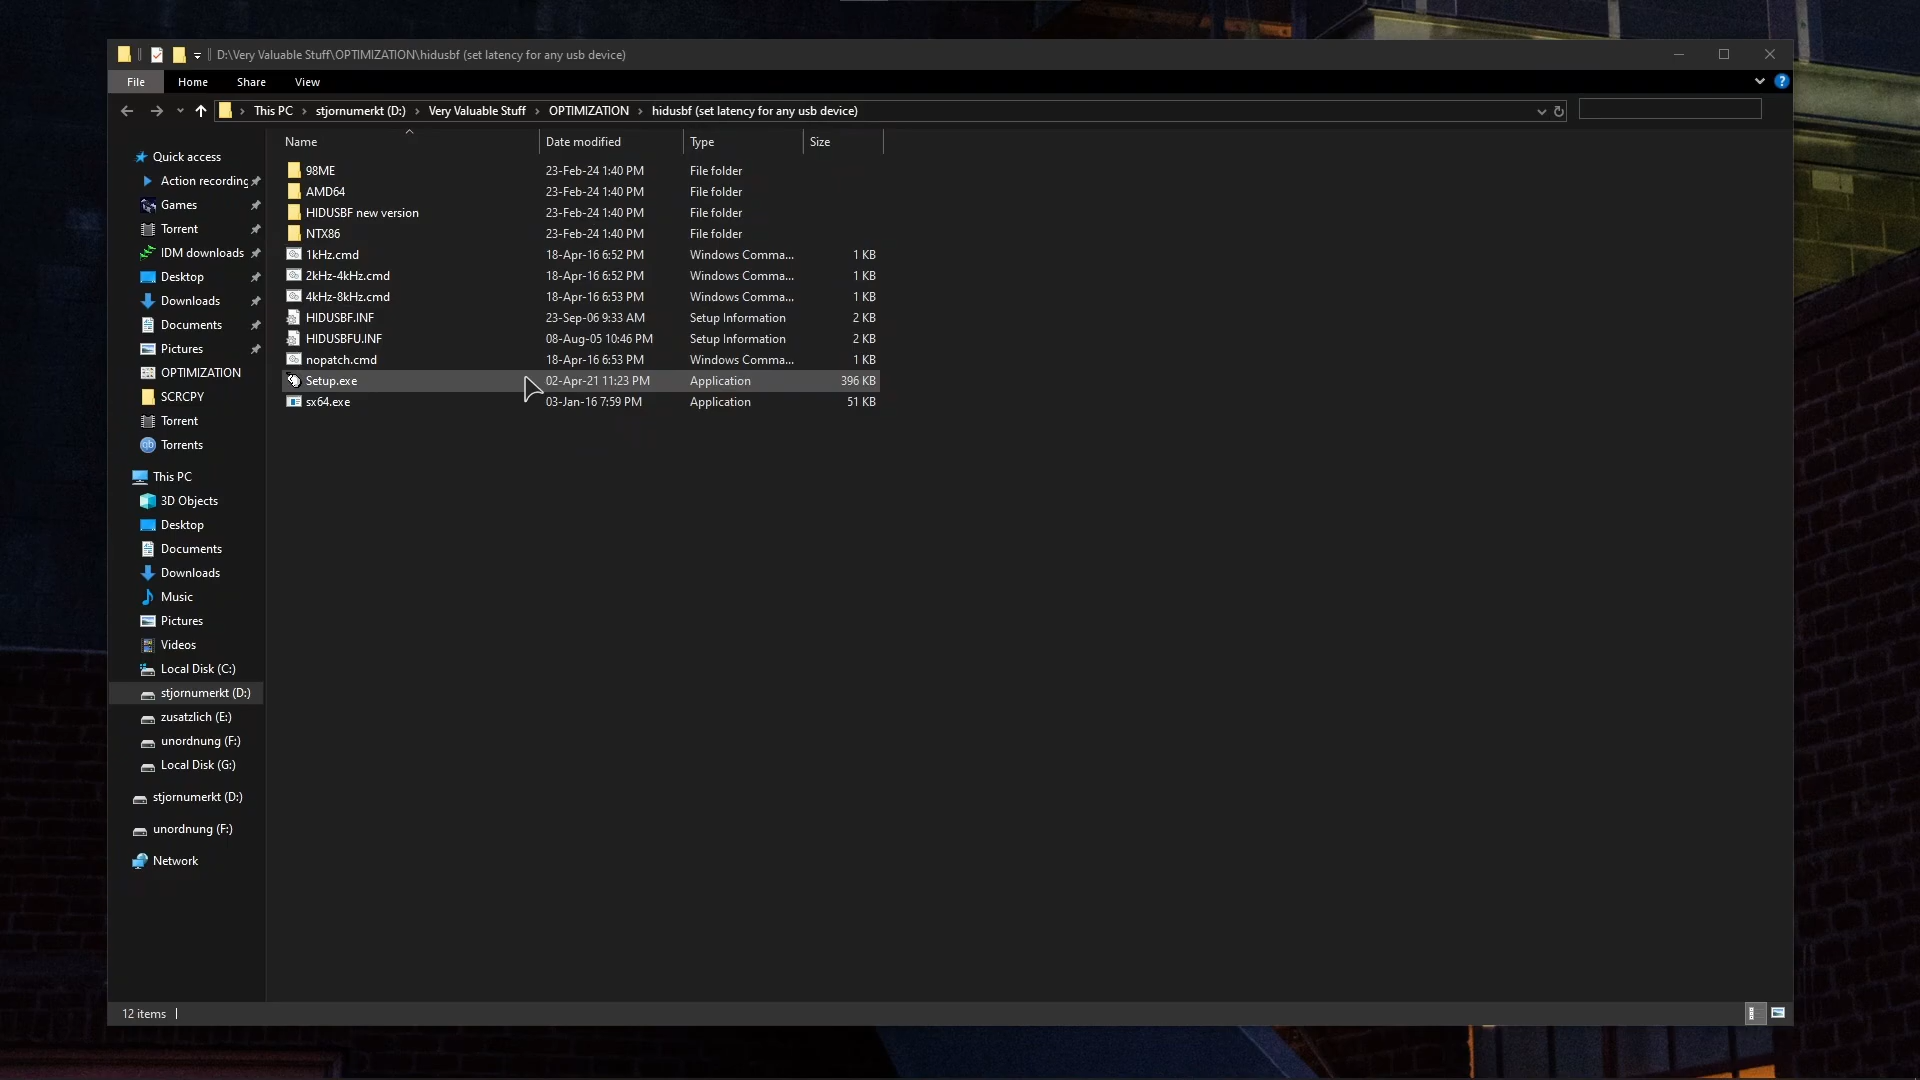 D:\Very Valuable Stuff\OPTIMIZATION\hidusbf (set latency for any usb device)
File Home Share View
This PC stjornumerkt (D:) Very Valuable Stuff OPTIMIZATION hidusbf (set latency for any usb device)
Name Date modified Type Size
Quick access
Action recording
Games
Torrent
IDM downloads
Desktop
Downloads
Documents
Pictures
OPTIMIZATION
SCRCPY
Torrent
Torrents
This PC
3D Objects
Desktop
Documents
Downloads
Music
Pictures
Videos
Local Disk (C:)
stjornumerkt (D:)
zusatzlich (E:)
unordnung (F:)
Local Disk (G:)
stjornumerkt (D:)
unordnung (F:)
Network
98ME 23-Feb-24 1:40 PM File folder
AMD64 23-Feb-24 1:40 PM File folder
HIDUSBF new version 23-Feb-24 1:40 PM File folder
NTX86 23-Feb-24 1:40 PM File folder
1kHz.cmd 18-Apr-16 6:52 PM Windows Comma... 1 KB
2kHz-4kHz.cmd 18-Apr-16 6:52 PM Windows Comma... 1 KB
4kHz-8kHz.cmd 18-Apr-16 6:53 PM Windows Comma... 1 KB
HIDUSBF.INF 23-Sep-06 9:33 AM Setup Information 2 KB
HIDUSBFU.INF 08-Aug-05 10:46 PM Setup Information 2 KB
nopatch.cmd 18-Apr-16 6:53 PM Windows Comma... 1 KB
Setup.exe 02-Apr-21 11:23 PM Application 396 KB
sx64.exe 03-Jan-16 7:59 PM Application 51 KB
12 items